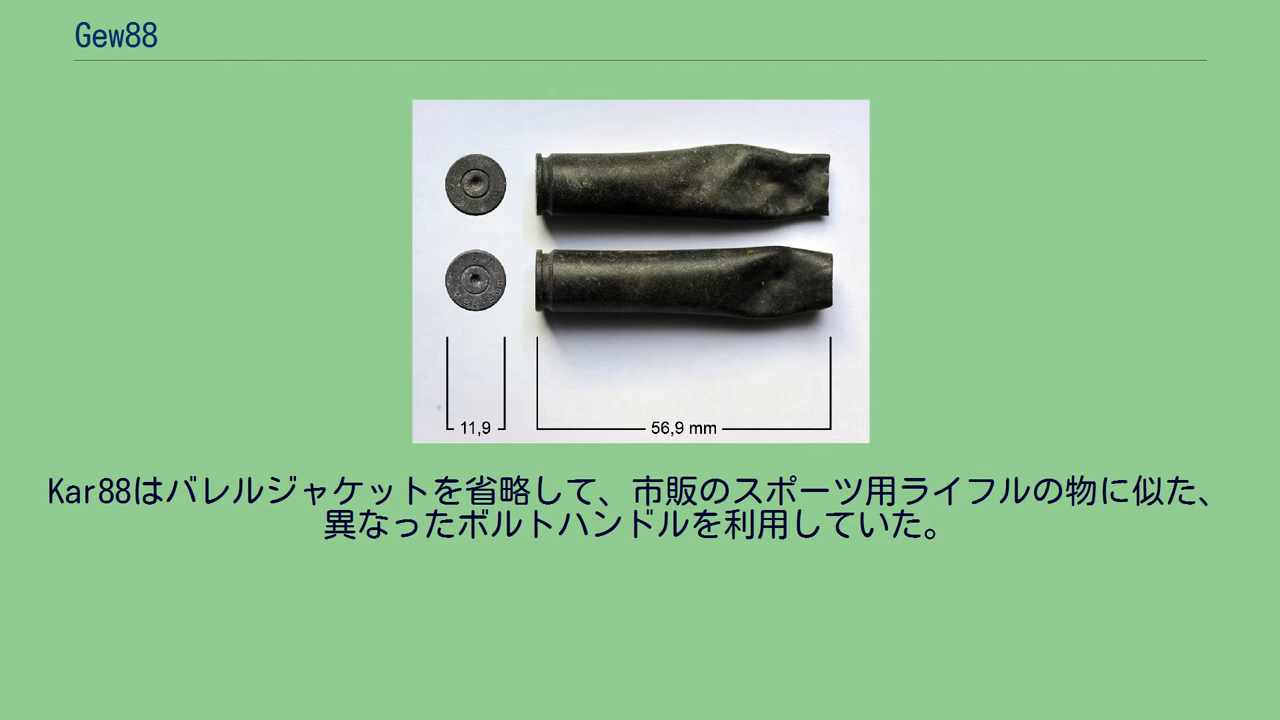 Gew88
11,9
56,9 mm
Kar88はバレルジャケットを省略して、市販のスポーツ用ライフルの物に似た、
異なったボルトハンドルを利用していた。